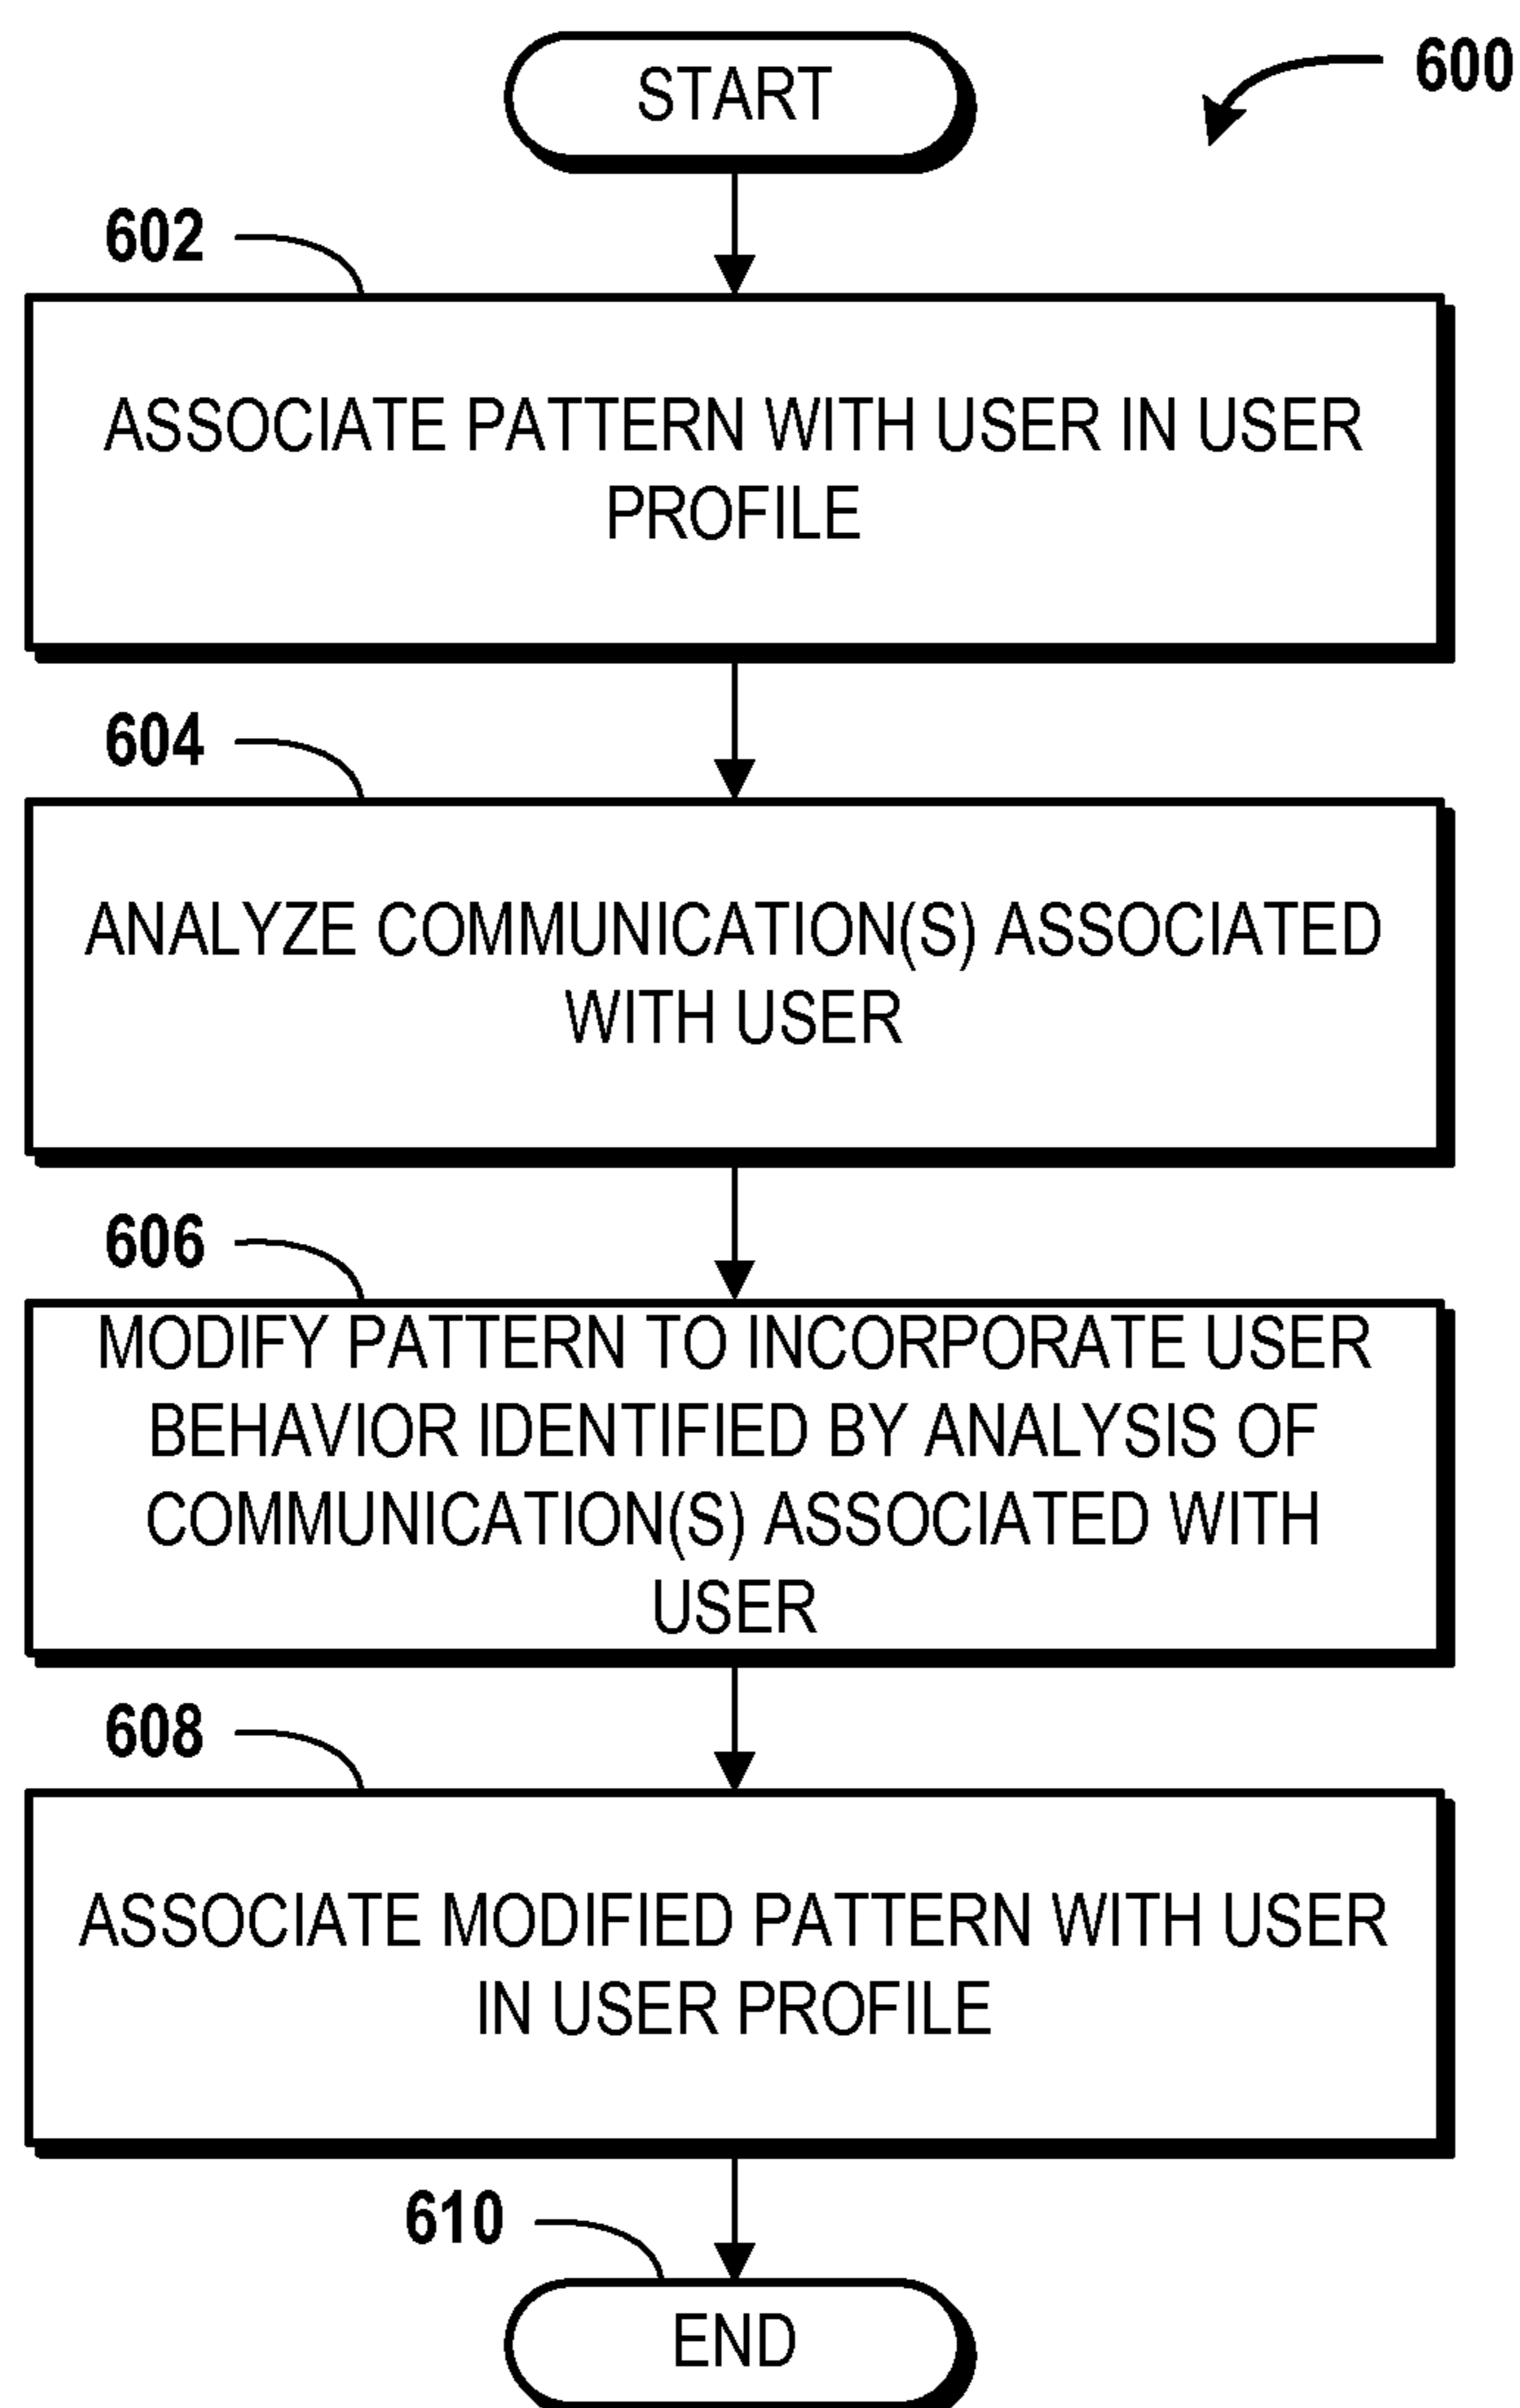 START
600
602
ASSOCIATE PATTERN WITH USER IN USER
PROFILE
604
ANALYZE COMMUNICATION(S) ASSOCIATED
WITH USER
606
MODIFY PATTERN TO INCORPORATE USER
BEHAVIOR IDENTIFIED BY ANALYSIS OF
COMMUNICATION(S) ASSOCIATED WITH
USER
608
ASSOCIATE MODIFIED PATTERN WITH USER
IN USER PROFILE
610
END